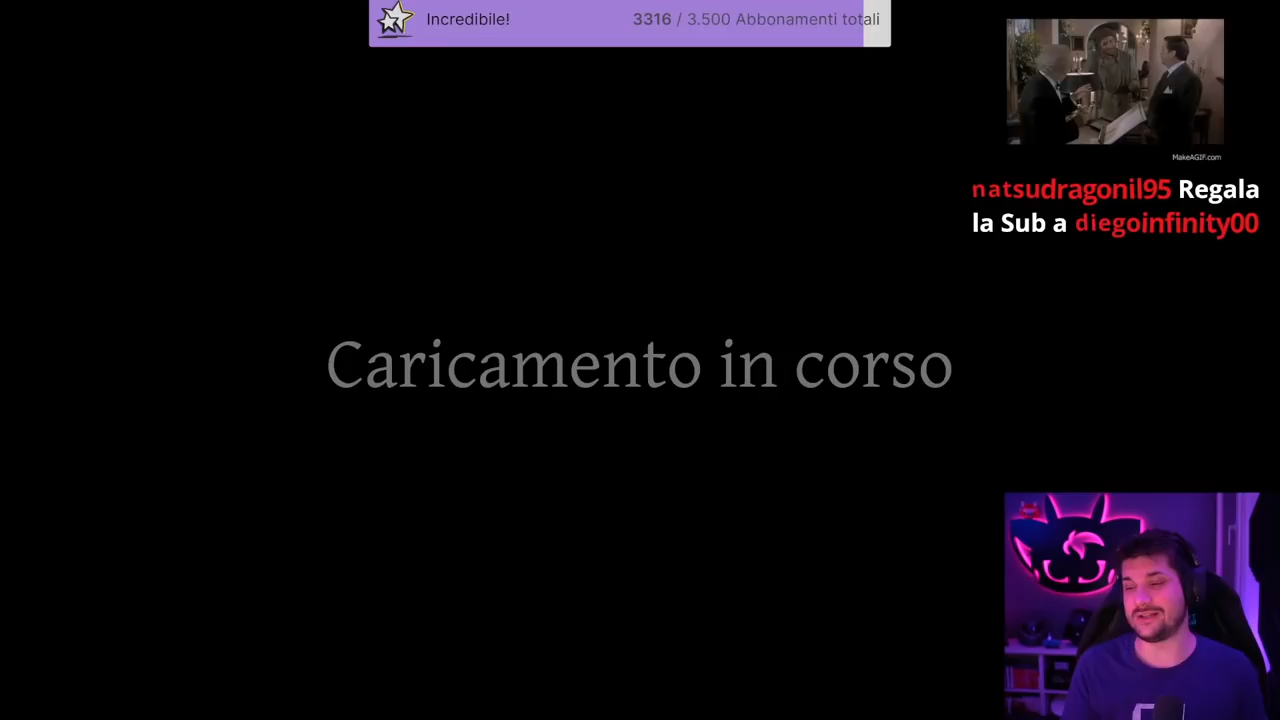 Incredibile!
3316 / 3.500 Abbonamenti totali
MakeAGIF.com
natsudragonil95 Regala
la Sub a diegoinfinity00
Caricamento in corso